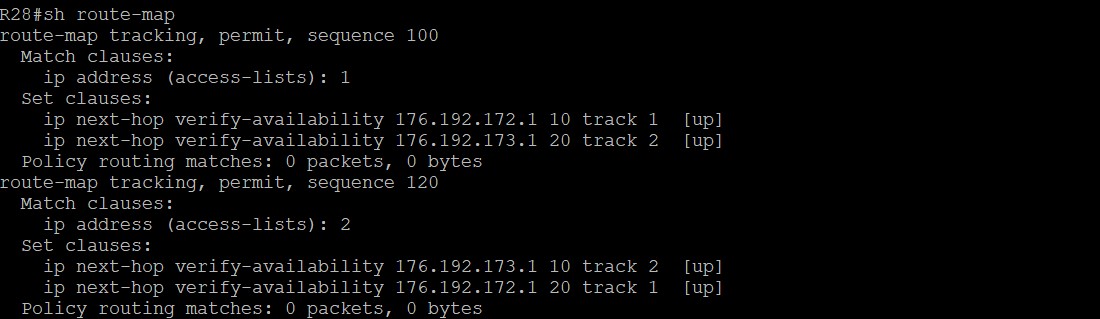 R28#sh route-map
route-map tracking, permit, sequence 100
  Match clauses:
    ip address (access-lists): 1
  Set clauses:
    ip next-hop verify-availability 176.192.172.1 10 track 1  [up]
    ip next-hop verify-availability 176.192.173.1 20 track 2  [up]
  Policy routing matches: 0 packets, 0 bytes
route-map tracking, permit, sequence 120
  Match clauses:
    ip address (access-lists): 2
  Set clauses:
    ip next-hop verify-availability 176.192.173.1 10 track 2  [up]
    ip next-hop verify-availability 176.192.172.1 20 track 1  [up]
  Policy routing matches: 0 packets, 0 bytes